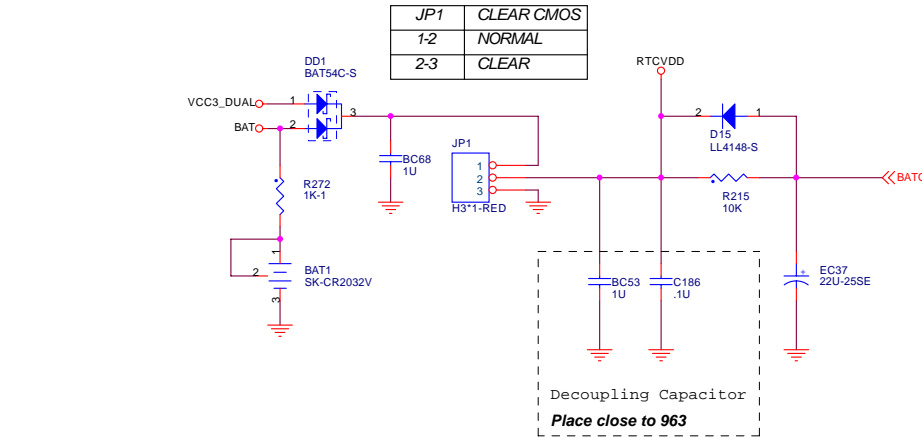 JP1 CLEAR CMOS
1-2 NORMAL
2-3 CLEAR
DD1
BAT54C-S
RTCVDD
VCC3_DUAL
1
3
2
1
BAT
2
D15
LL4148-S
JP1
BC68
1U
1
2
3
BATO
R272
1K-1
R215
10K
H3*1-RED
1
2
3
BAT1
SK-CR2032V
BC53
1U
C186
.1U
+
EC37
22U-25SE
Decoupling Capacitor
Place close to 963